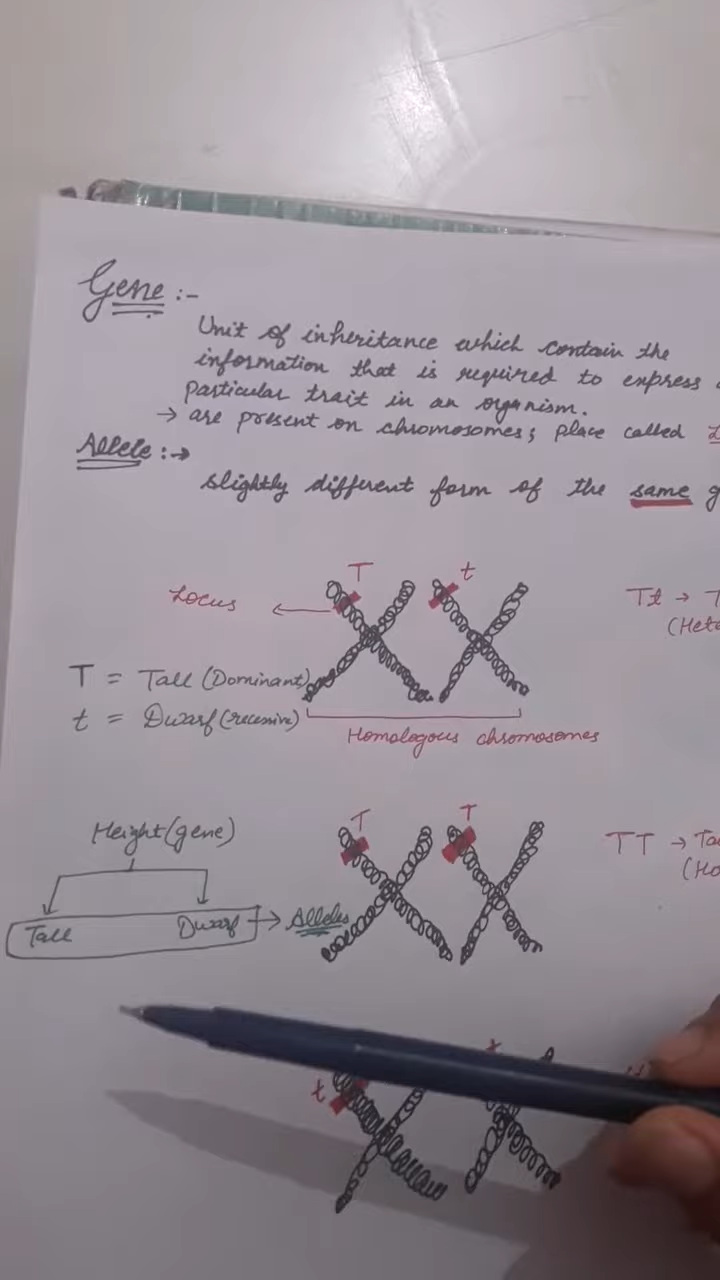 Gene :-
Unit of inheritance which contain the
information that is required to express
particular trait in an organism.
→ are present on chromosomes; place called
Allele :→
slightly different form of the same
T t
Locus
Tt →
(Hete
T = Tall (Dominant)
t = Dwarf (recessive)
Homologous chromosomes
Height (gene)
T T
TT → Ta
(Ho
Tall Dwarf → Alleles
t t